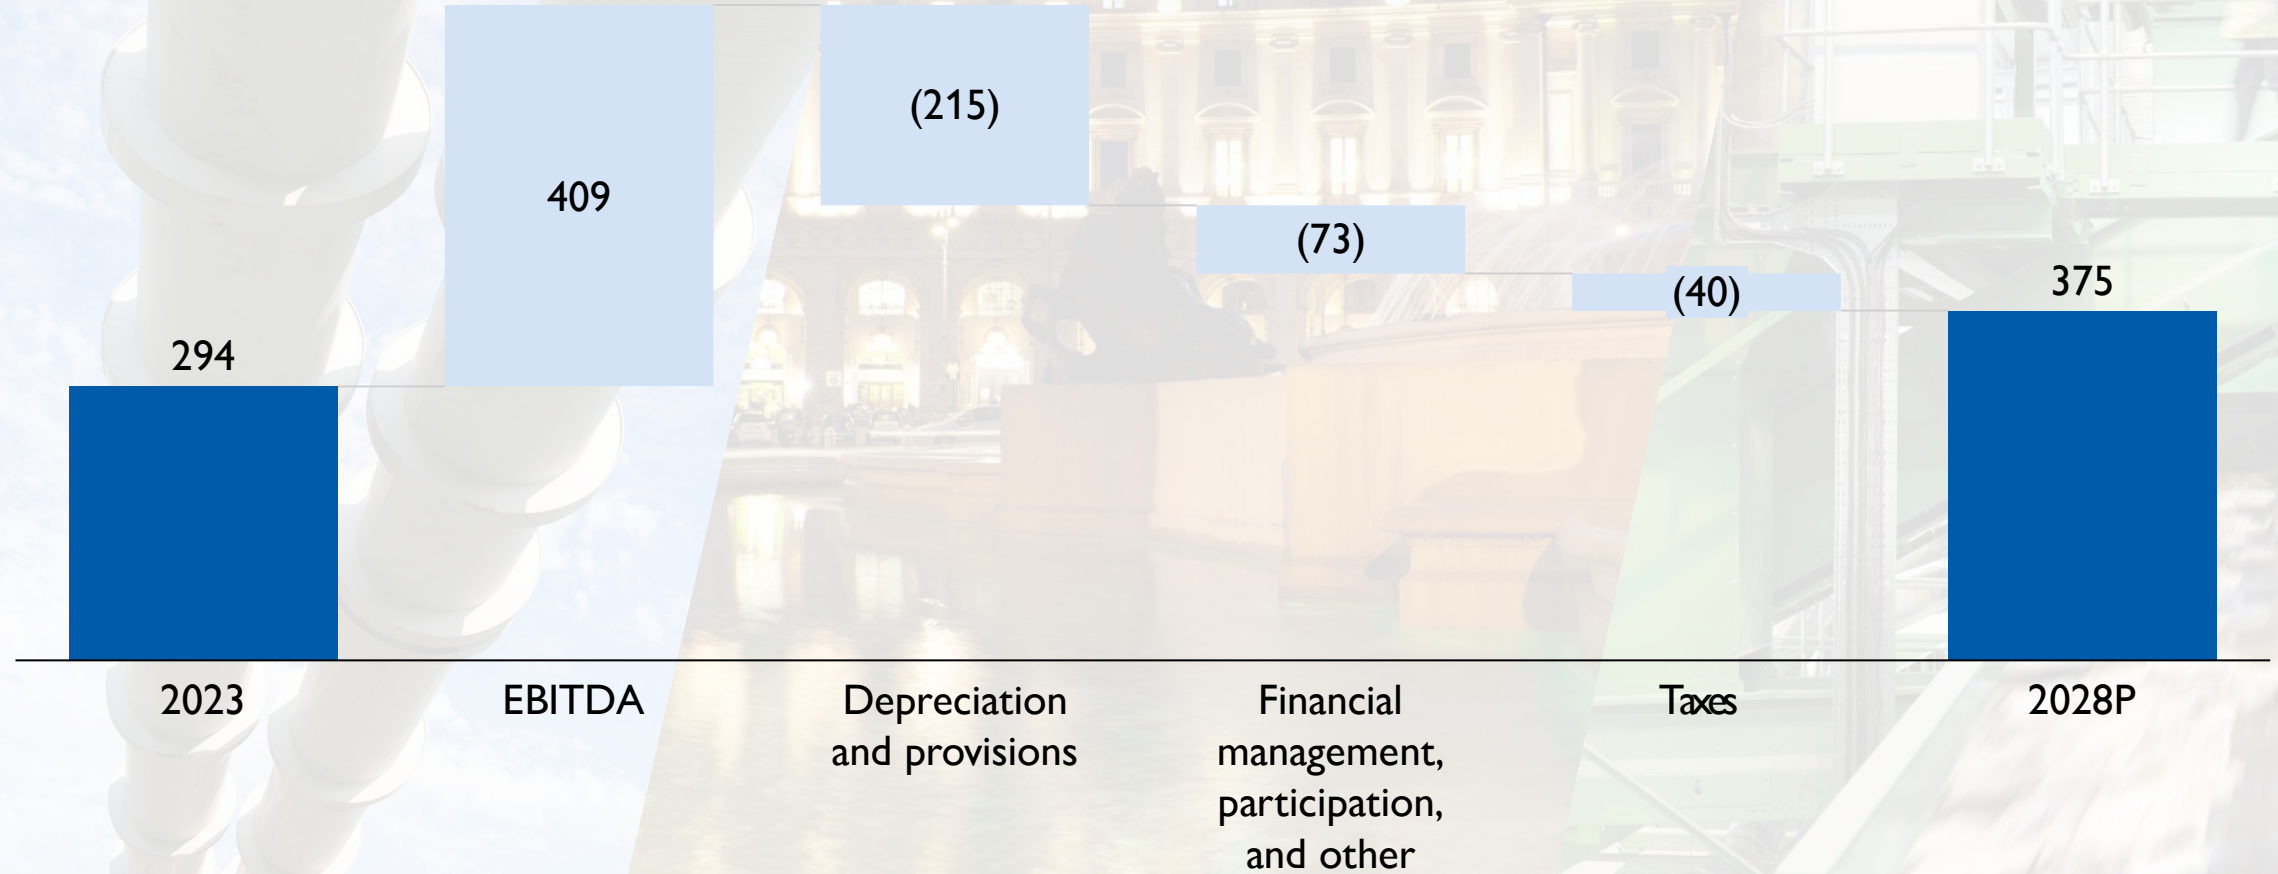 (215)
409
(73)
(40)
375
294
2023
EBITDA
Depreciation
and provisions
Financial
management,
participation,
and other
Taxes
2028P